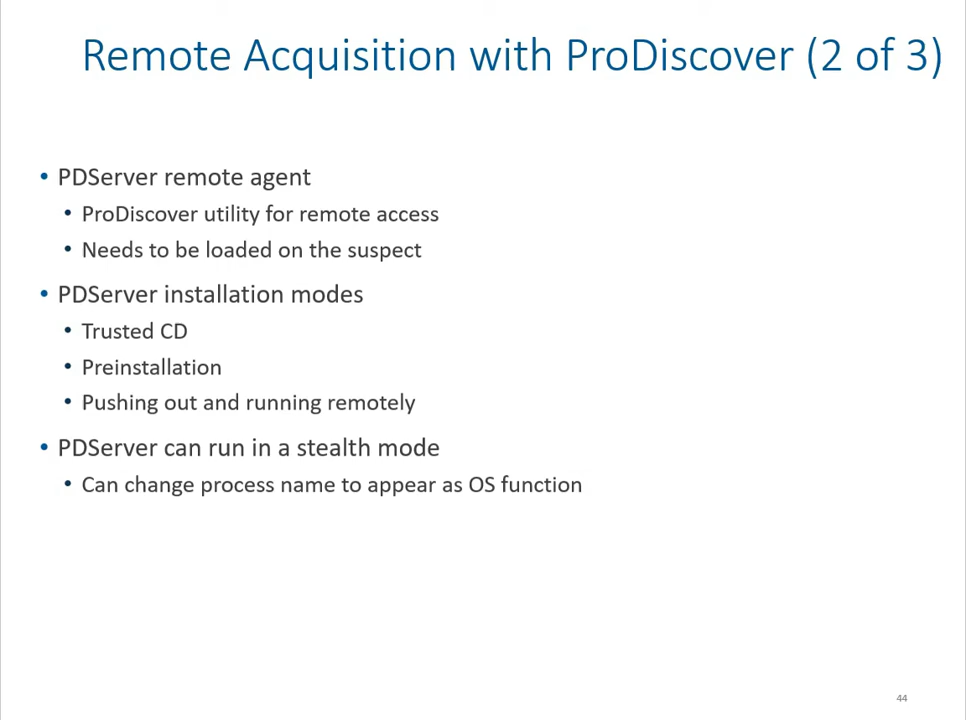 Remote Acquisition with ProDiscover (2 of 3)
• PDServer remote agent
• ProDiscover utility for remote access
• Needs to be loaded on the suspect
• PDServer installation modes
• Trusted CD
• Preinstallation
• Pushing out and running remotely
• PDServer can run in a stealth mode
• Can change process name to appear as OS function
44